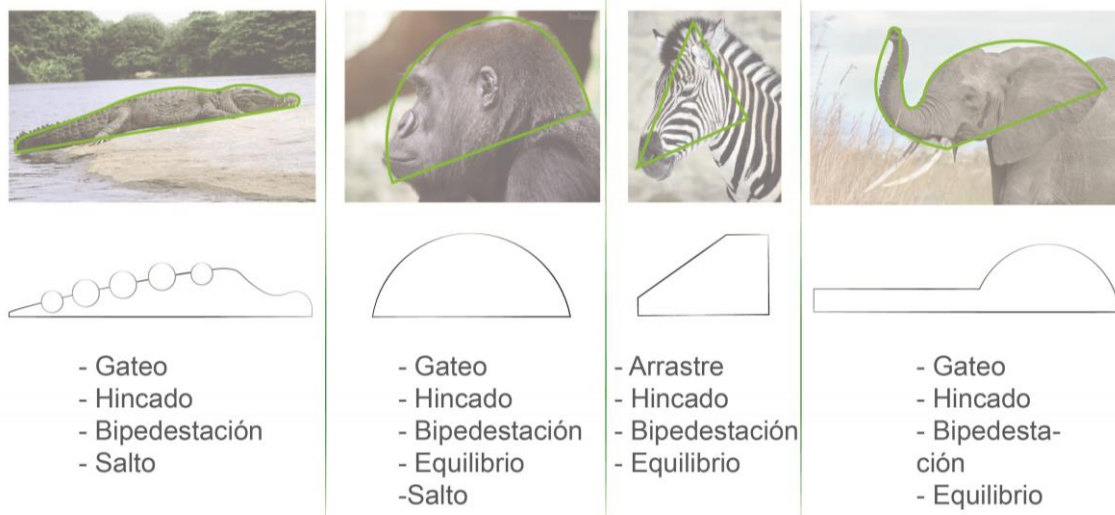 - Gateo
- Hincado
- Bipedestación
- Salto
- Gateo
- Hincado
- Bipedestación
- Equilibrio
-Salto
- Arrastre
- Hincado
- Bipedestación
- Equilibrio
- Gateo
- Hincado
- Bipedesta-
ción
- Equilibrio